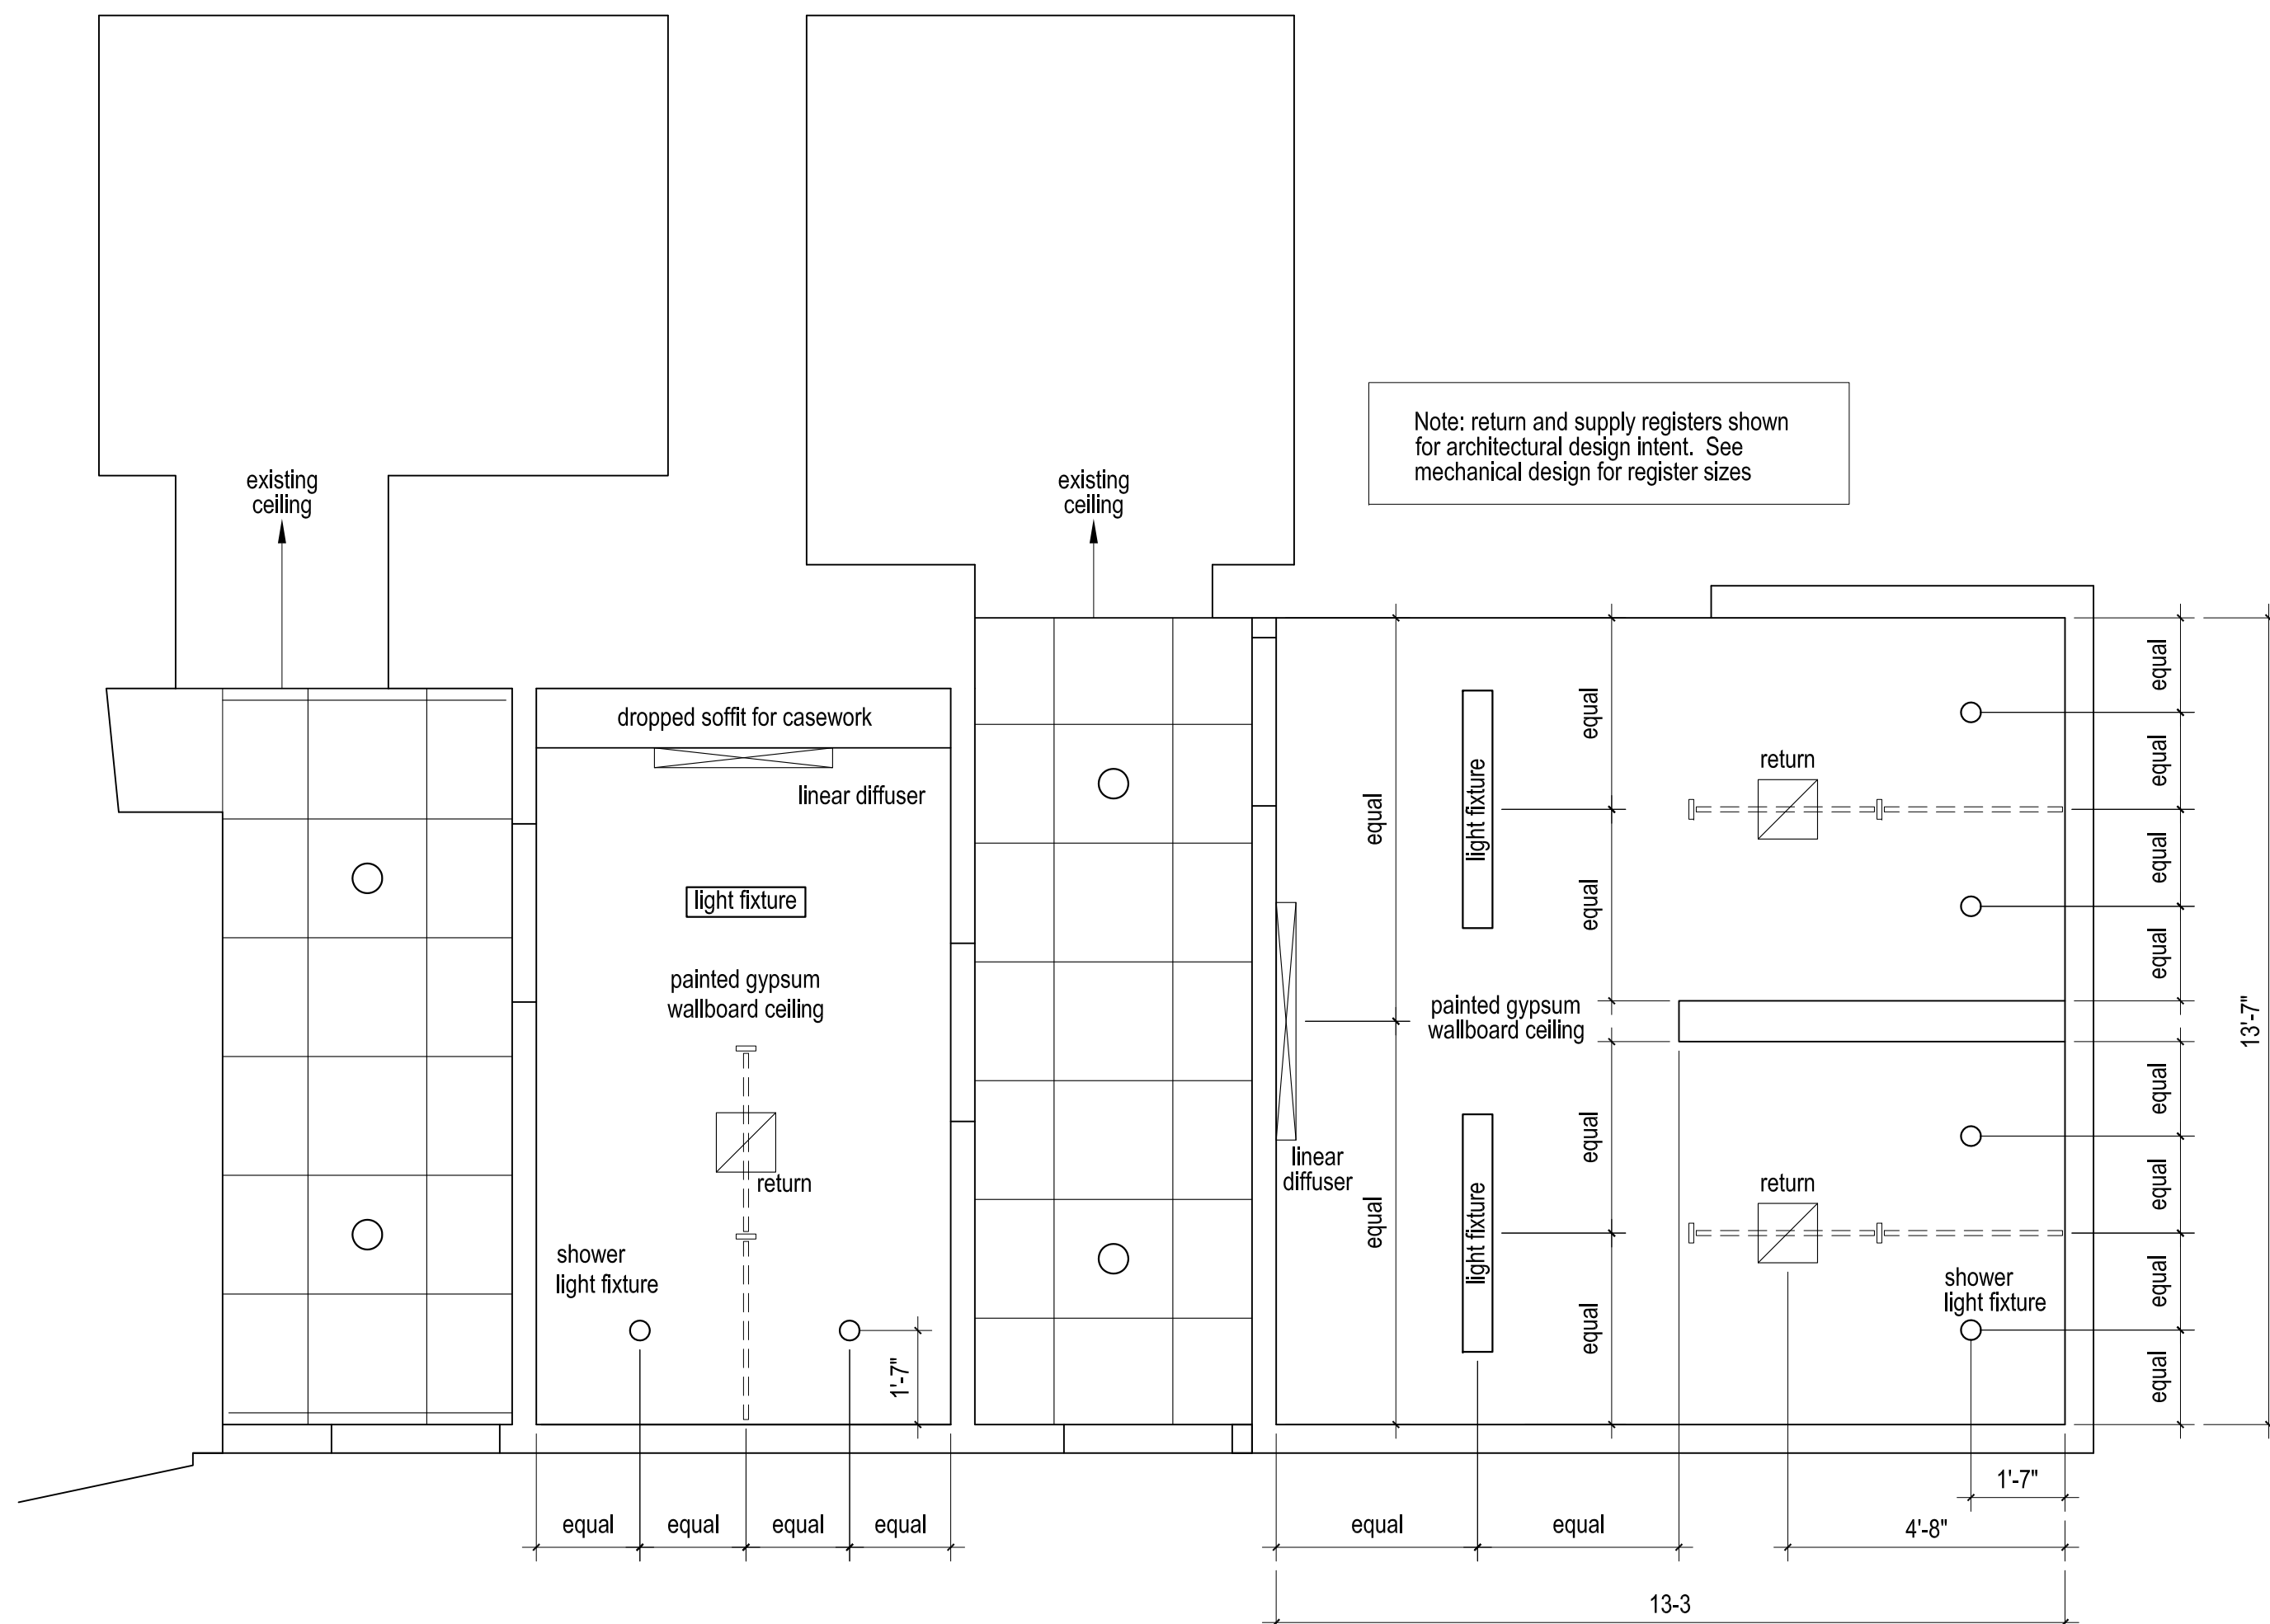 Note: return and supply registers shown
for architectural design intent. See
mechanical design for register sizes
existing
ceiling
existing
ceiling
dropped soffit for casework
linear diffuser
light fixture
painted gypsum
wallboard ceiling
return
shower
light fixture
1'-7"
equal
equal
equal
equal
equal
equal
linear
diffuser
light fixture
light fixture
painted gypsum
wallboard ceiling
equal
equal
equal
equal
return
return
shower
light fixture
equal
equal
equal
equal
equal
equal
equal
equal
13'-7"
equal
equal
1'-7"
4'-8"
13-3